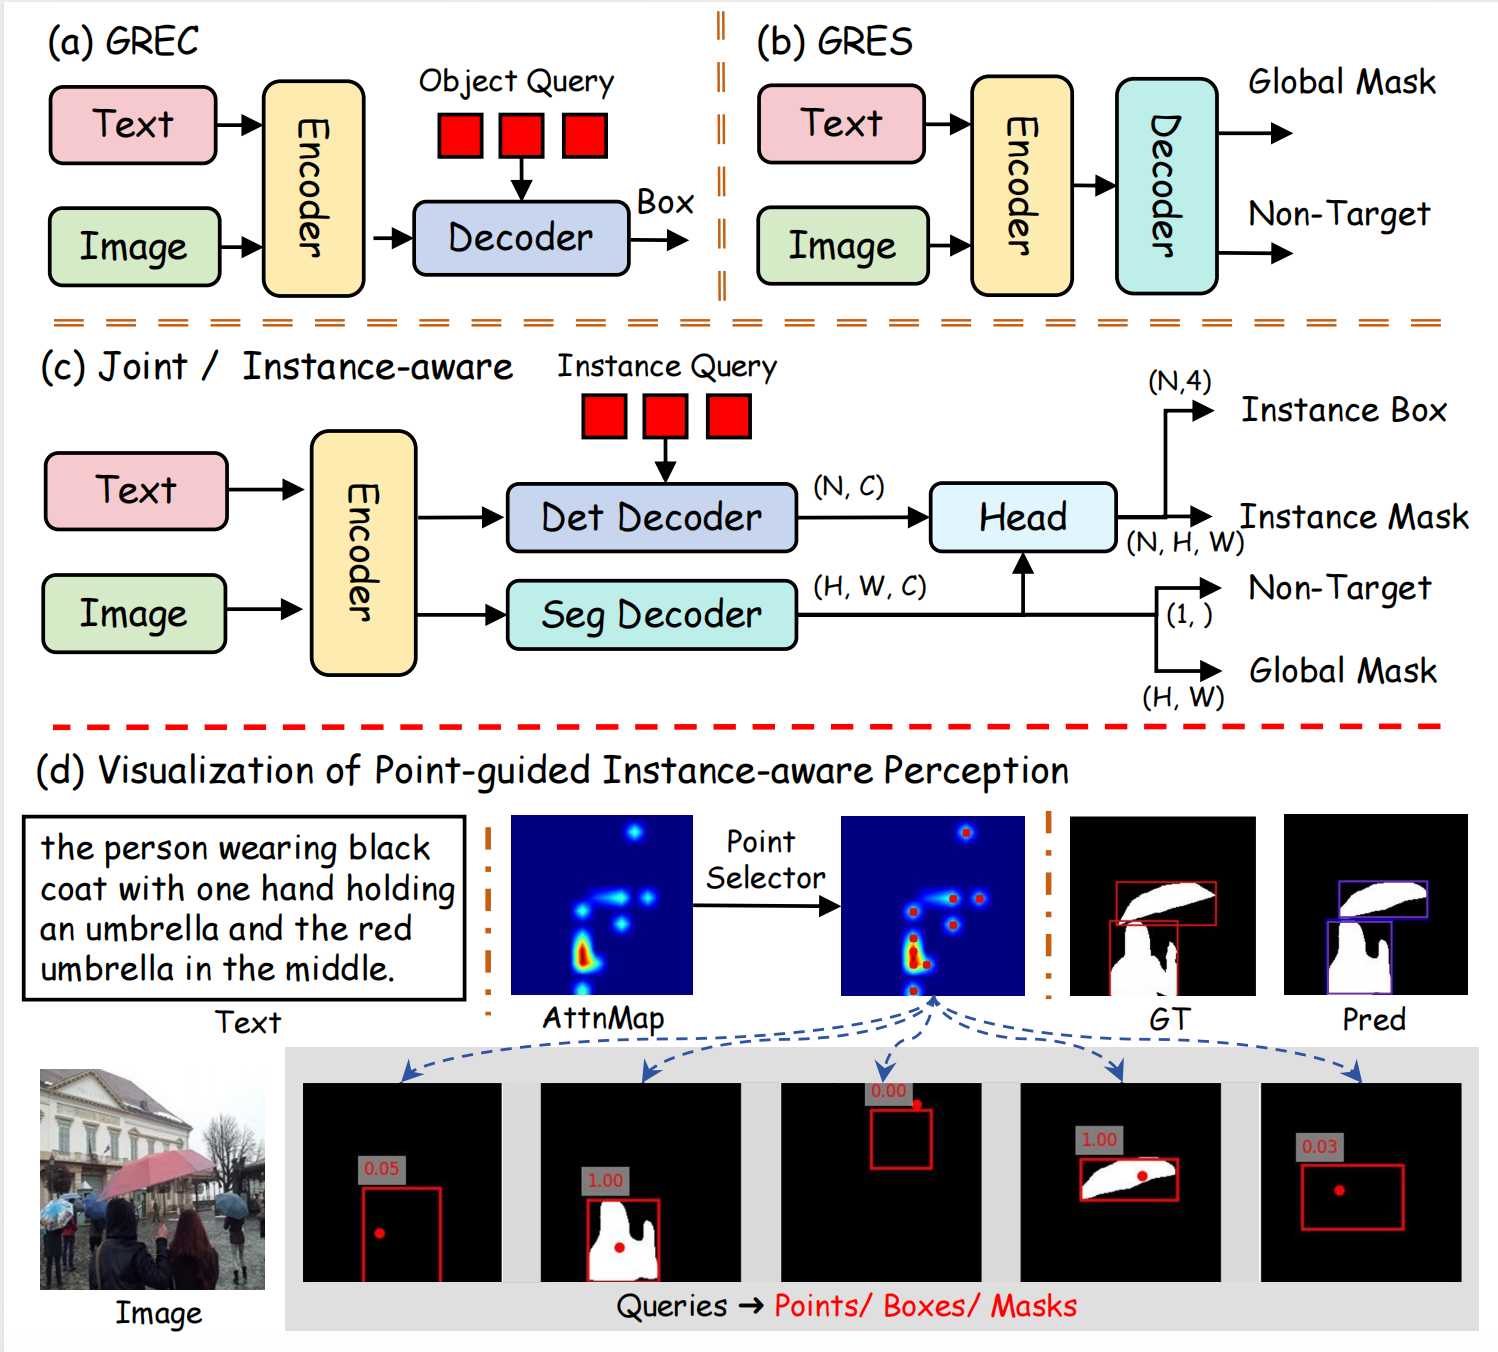 (a) GREC
Text
Image
Encoder
Object Query
Decoder
Box
(b) GRES
Text
Image
Encoder
Decoder
Global Mask
Non-Target
(c) Joint / Instance-aware
Text
Image
Encoder
Instance Query
Det Decoder
Seg Decoder
(N, C)
(H, W, C)
Head
(N,4)
Instance Box
Instance Mask
(N, H, W)
Non-Target
(1, )
Global Mask
(H, W)
(d) Visualization of Point-guided Instance-aware Perception
the person wearing black
coat with one hand holding
an umbrella and the red
umbrella in the middle.
Text
AttnMap
Point
Selector
GT
Pred
Image
0.05
1.00
0.00
1.00
0.03
Queries → Points/ Boxes/ Masks